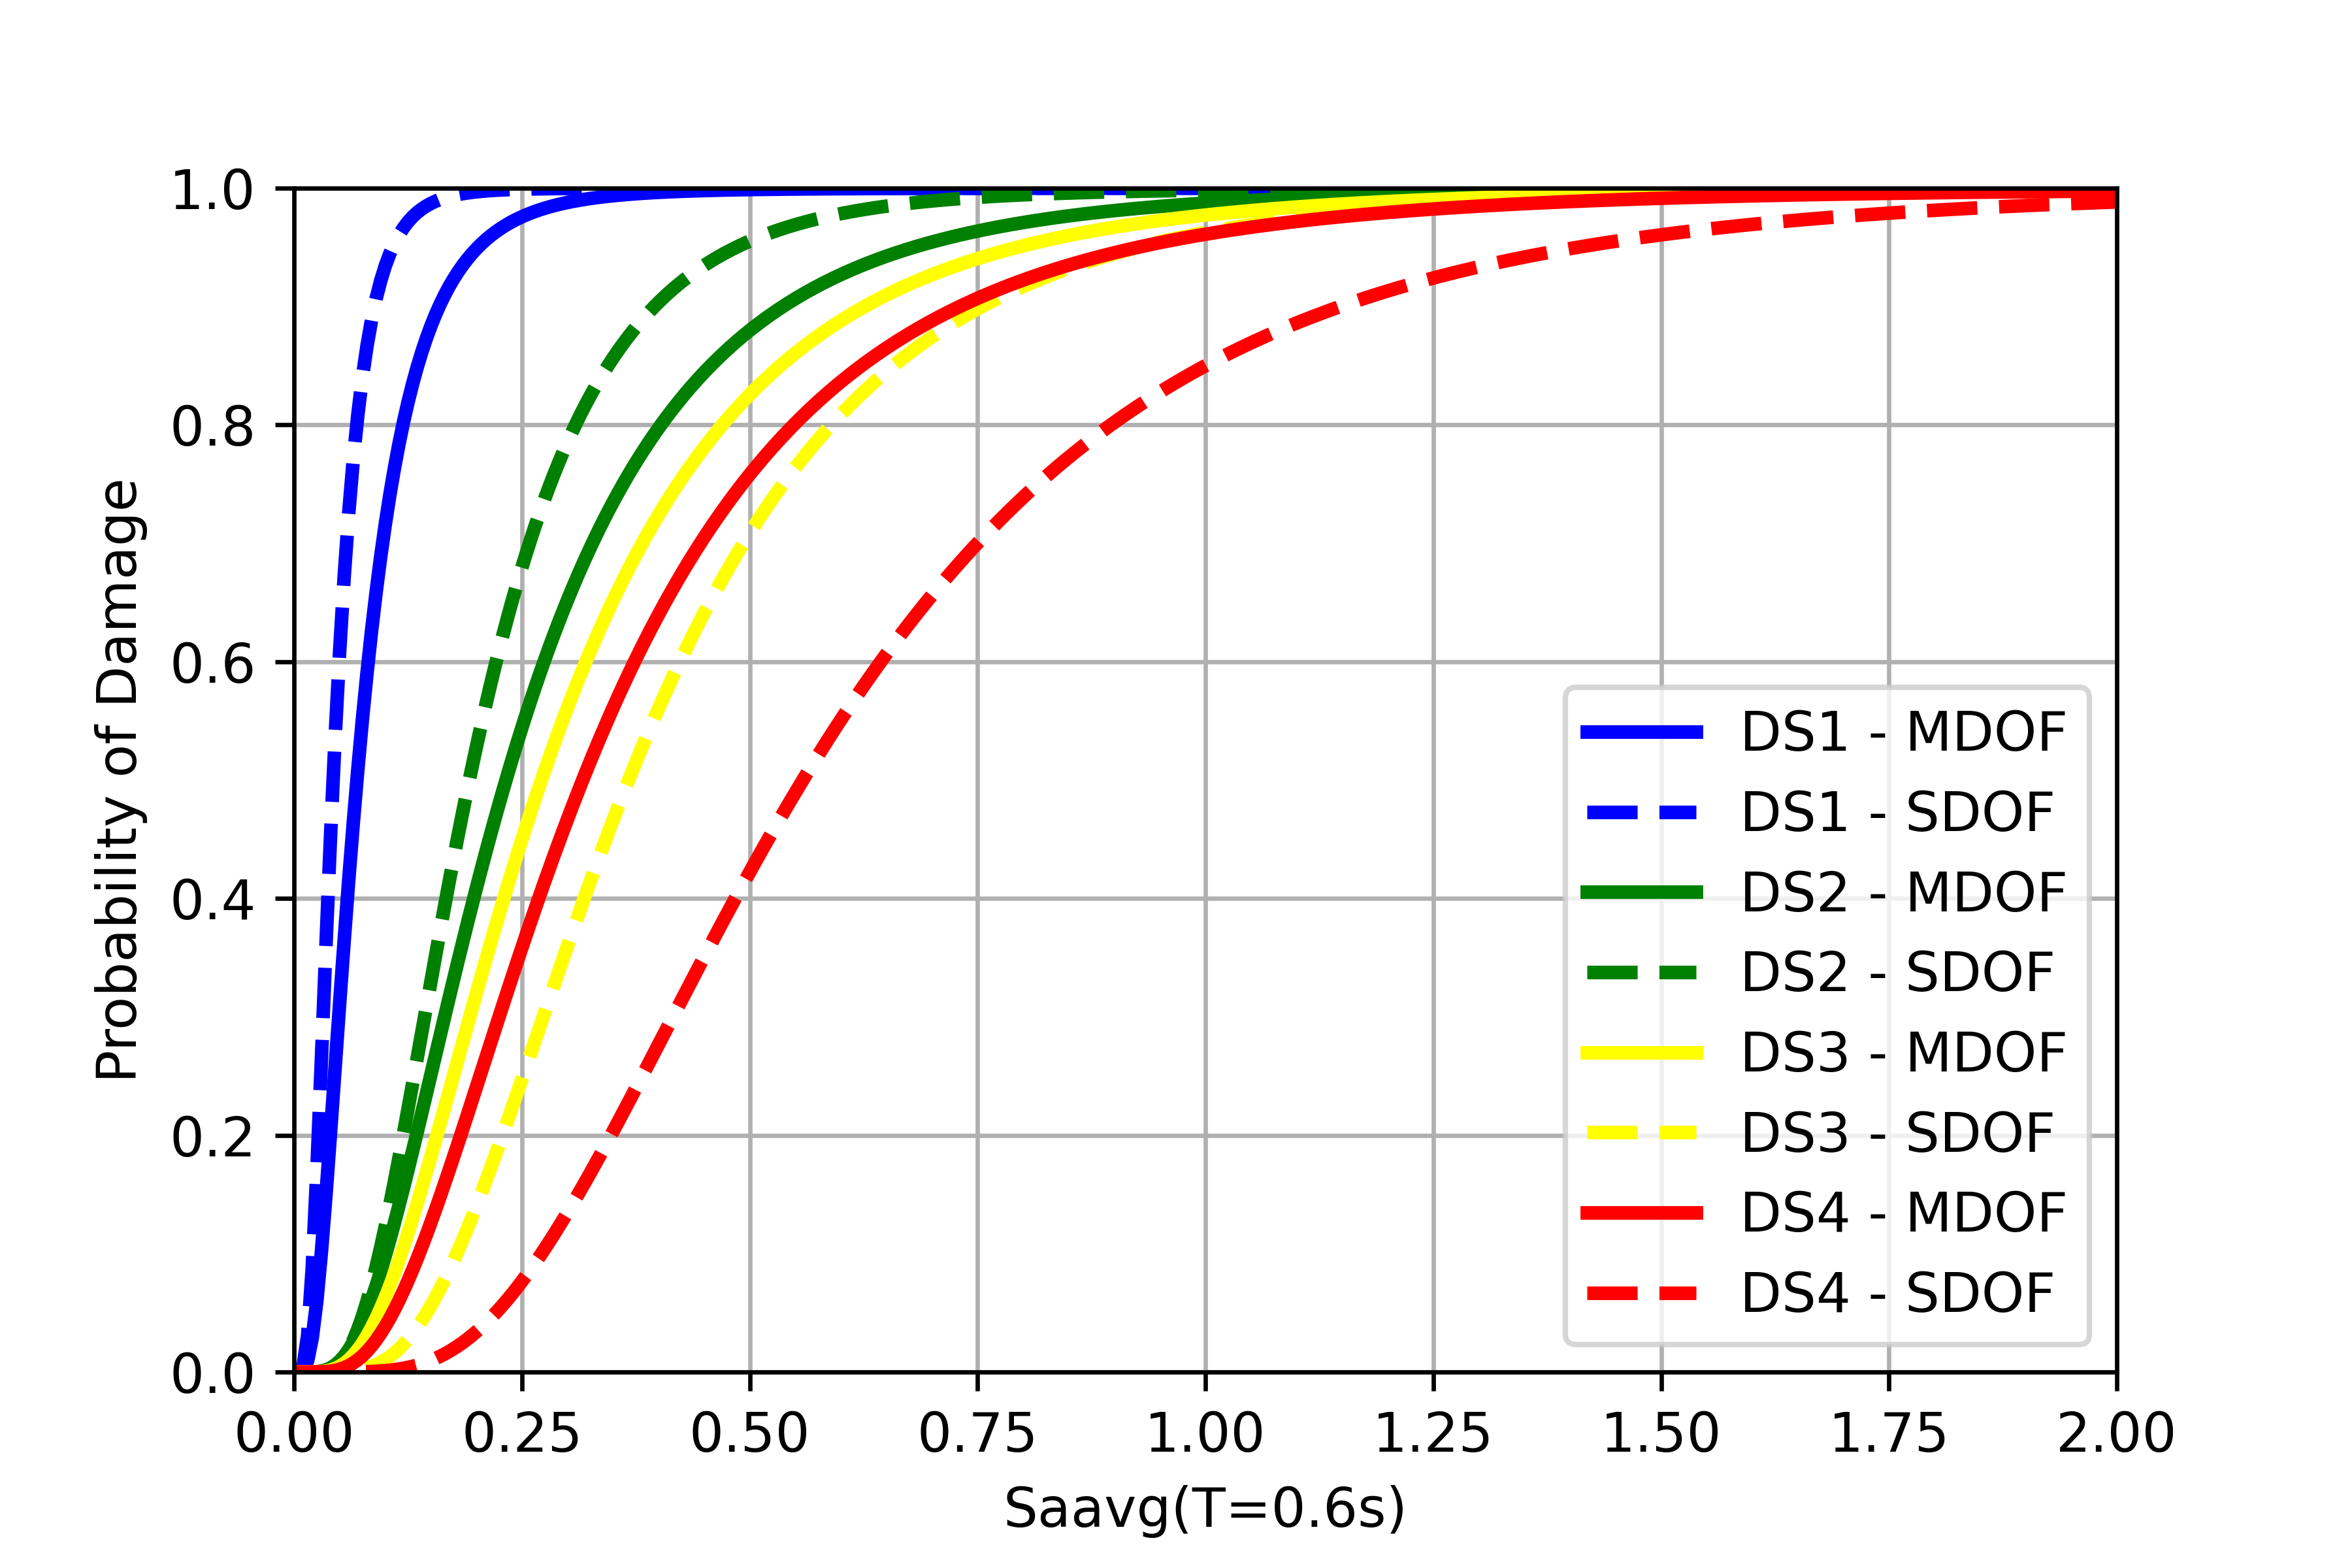 1.0
0.8
0.6
0.4
0.2
0.0
Probability of Damage
0.00 0.25 0.50 0.75 1.00 1.25 1.50 1.75 2.00
Saavg(T=0.6s)
DS1 - MDOF
DS1 - SDOF
DS2 - MDOF
DS2 - SDOF
DS3 - MDOF
DS3 - SDOF
DS4 - MDOF
DS4 - SDOF